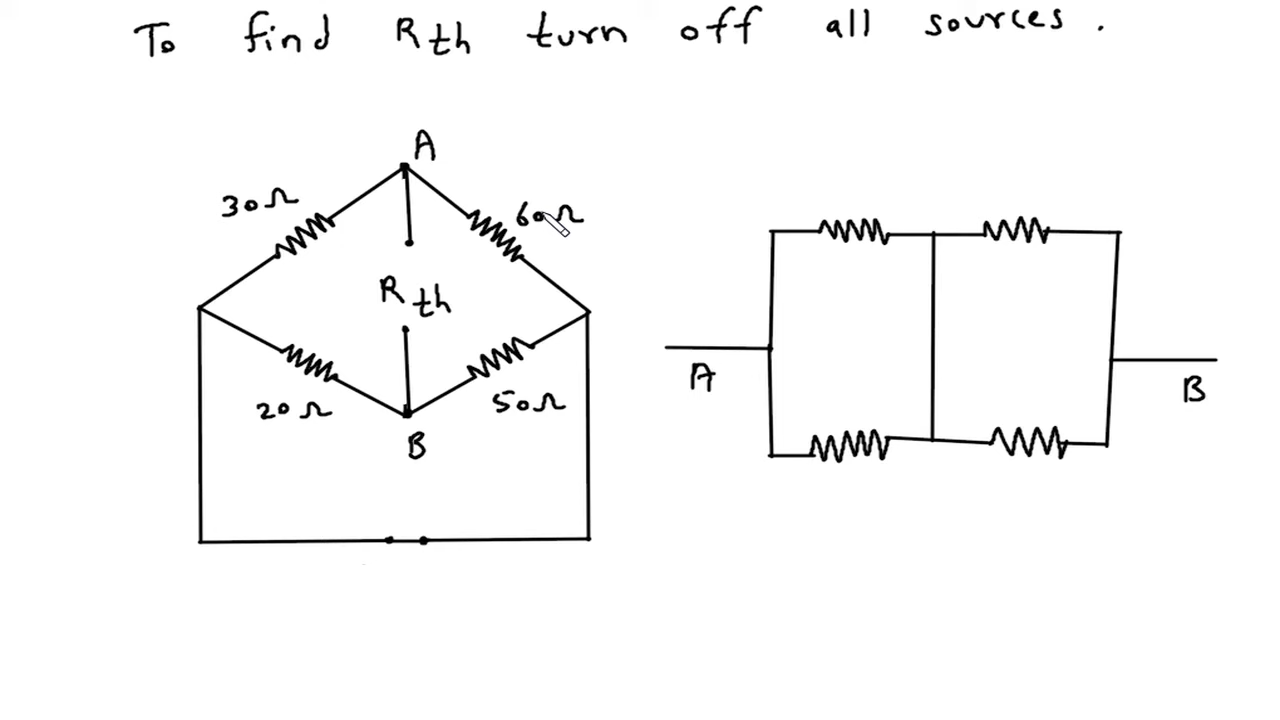 To find Rth turn off all sources .
A
30Ω
60Ω
Rth
20Ω
50Ω
B
A
B